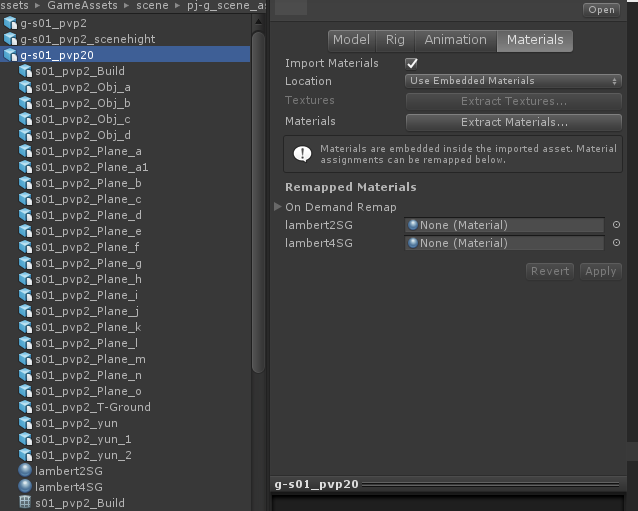 ssets ▸ GameAssets ▸ scene ▸ pj-g_scene_as
g-s01_pvp2
g-s01_pvp2_scenehight
g-s01_pvp20
s01_pvp2_Build
s01_pvp2_Obj_a
s01_pvp2_Obj_b
s01_pvp2_Obj_c
s01_pvp2_Obj_d
s01_pvp2_Plane_a
s01_pvp2_Plane_a1
s01_pvp2_Plane_b
s01_pvp2_Plane_c
s01_pvp2_Plane_d
s01_pvp2_Plane_e
s01_pvp2_Plane_f
s01_pvp2_Plane_g
s01_pvp2_Plane_h
s01_pvp2_Plane_i
s01_pvp2_Plane_j
s01_pvp2_Plane_k
s01_pvp2_Plane_l
s01_pvp2_Plane_m
s01_pvp2_Plane_n
s01_pvp2_Plane_o
s01_pvp2_T-Ground
s01_pvp2_yun
s01_pvp2_yun_1
s01_pvp2_yun_2
lambert2SG
lambert4SG
s01_pvp2_Build
Open
Model Rig Animation Materials
Import Materials
Location Use Embedded Materials
Textures Extract Textures...
Materials Extract Materials...
Materials are embedded inside the imported asset. Material
assignments can be remapped below.
Remapped Materials
On Demand Remap
lambert2SG None (Material)
lambert4SG None (Material)
Revert Apply
g-s01_pvp20